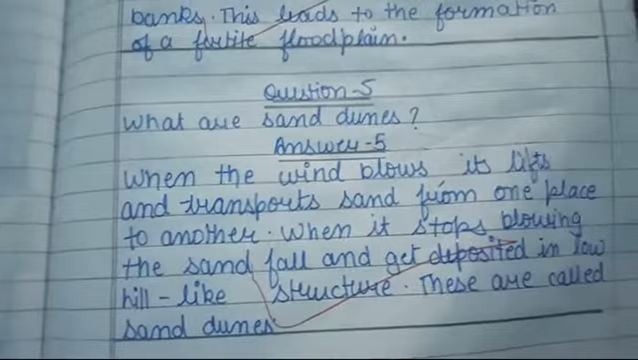 banks. This leads to the formation
of a fertile floodplain.
Question-5
What are sand dunes?
Answer-5
When the wind blows its lifts
and transports sand from one place
to another. When it stops blowing
the sand fall and get deposited in low
hill-like structure. These are called
sand dunes